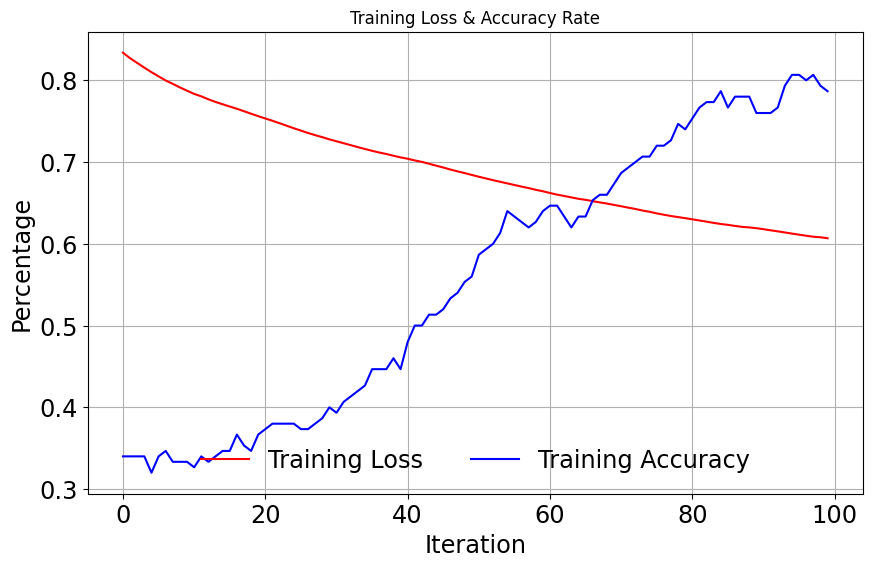 Training Loss & Accuracy Rate
0.8
0.7
0.6
0.5
0.4
0.3
Percentage
Training Loss
Training Accuracy
0 20 40 60 80 100
Iteration